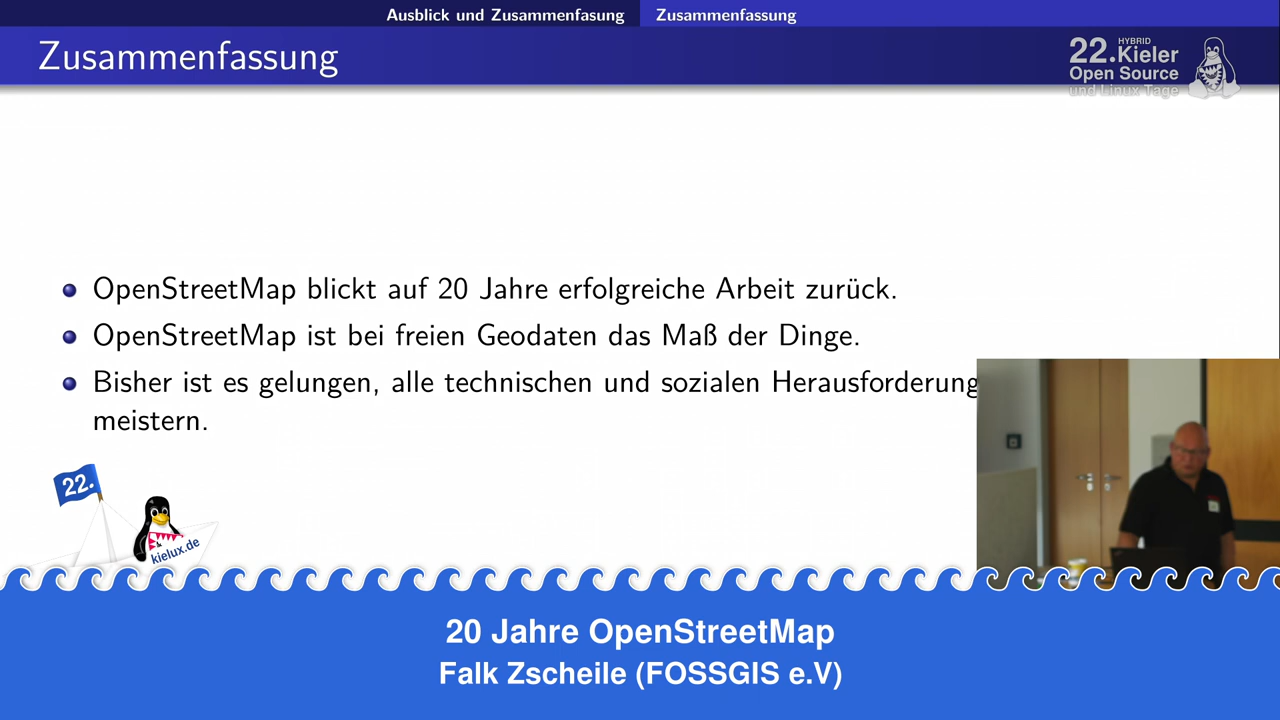 Ausblick und Zusammenfasung Zusammenfassung
Zusammenfassung
HYBRID
22.Kieler
Open Source
und Linux Tage
OpenStreetMap blickt auf 20 Jahre erfolgreiche Arbeit zurück.
OpenStreetMap ist bei freien Geodaten das Maß der Dinge.
Bisher ist es gelungen, alle technischen und sozialen Herausforderung
meistern.
22.
kielux.de
20 Jahre OpenStreetMap
Falk Zscheile (FOSSGIS e.V)